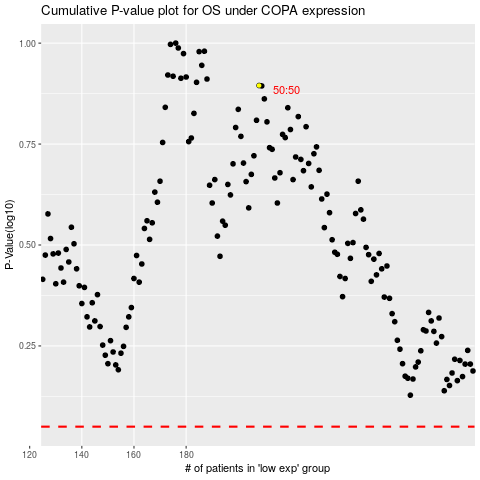 Cumulative P-value plot for OS under COPA expression
1.00
50:50
0.75
P-Value(log10)
0.50
0.25
120 140 160 180
# of patients in 'low exp' group